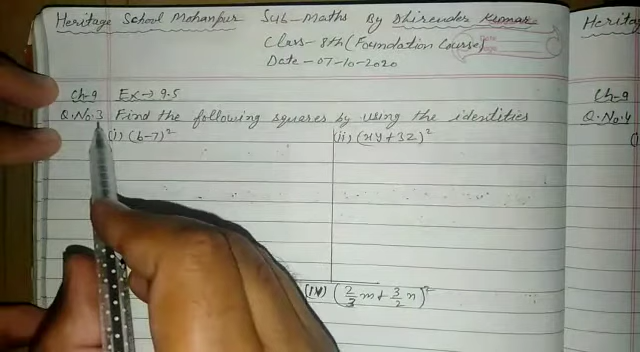 Heritage School Mohanpur Sub-Maths By Dhirender Kumar
Class-8th (Foundation Course)
Date
Date - 07-10-2020
Ch-9 Ex→9.5
Q.No.3 Find the following squares by using the identities
(i) (b-7)² (ii) (xy+3z)²
(iv) (2/3 m + 3/2 n)²
Heritag
Ch-9
Q.No.4